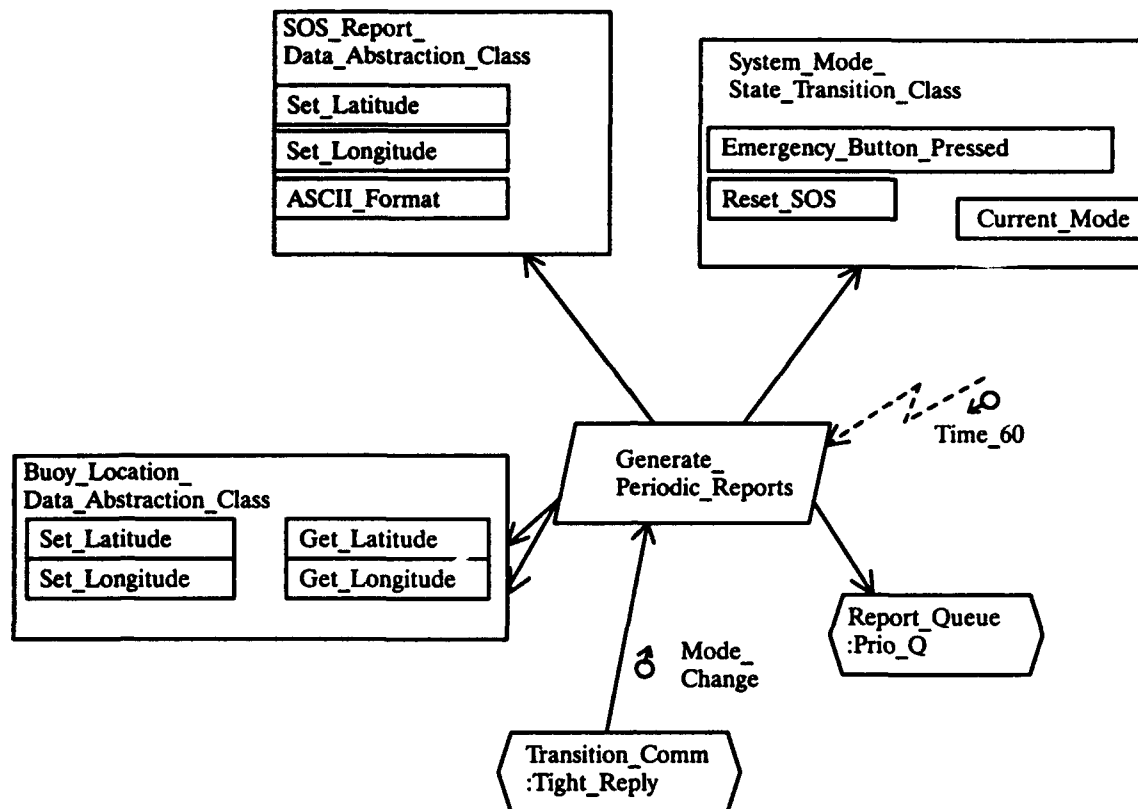 SOS_Report_
Data_Abstraction_Class
Set_Latitude
Set_Longitude
ASCII_Format
System_Mode_
State_Transition_Class
Emergency_Button_Pressed
Reset_SOS
Current_Mode
Time_60
Generate_
Periodic_Reports
Buoy_Location_
Data_Abstraction_Class
Set_Latitude
Get_Latitude
Set_Longitude
Get_Longitude
Report_Queue
:Prio_Q
Mode_
Change
Transition_Comm
:Tight_Reply